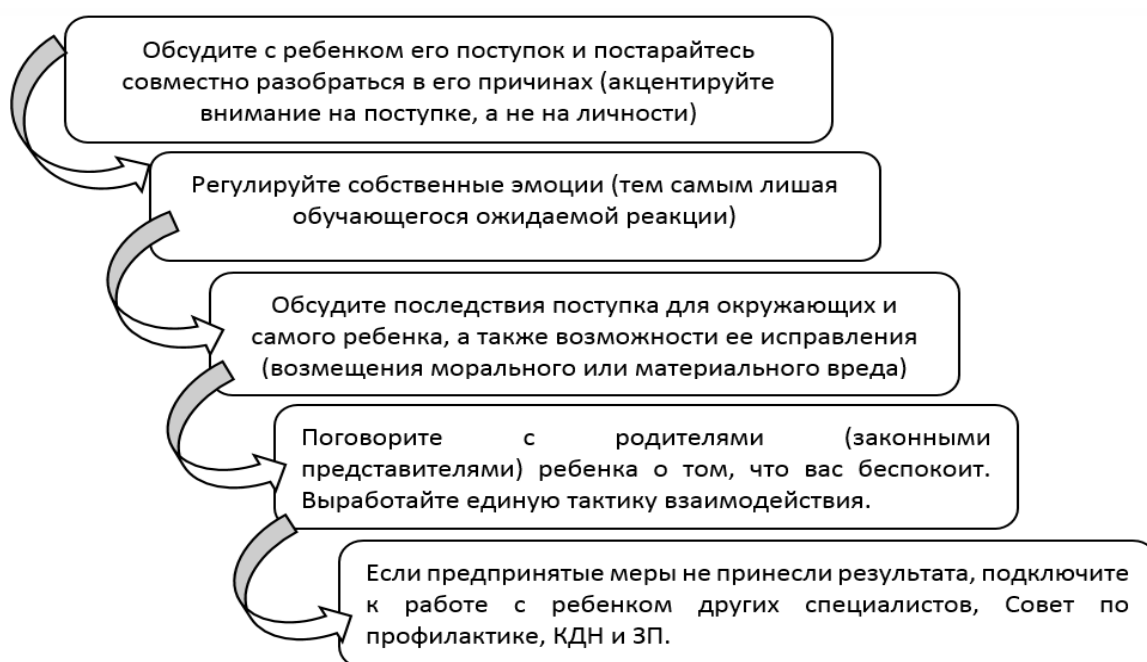 Обсудите с ребенком его поступок и постарайтесь
совместно разобраться в его причинах (акцентируйте
внимание на поступке, а не на личности)
Регулируйте собственные эмоции (тем самым лишая
обучающегося ожидаемой реакции)
Обсудите последствия поступка для окружающих и
самого ребенка, а также возможности ее исправления
(возмещения морального или материального вреда)
Поговорите с родителями (законными
представителями) ребенка о том, что вас беспокоит.
Выработайте единую тактику взаимодействия.
Если предпринятые меры не принесли результата, подключите
к работе с ребенком других специалистов, Совет по
профилактике, КДН и ЗП.